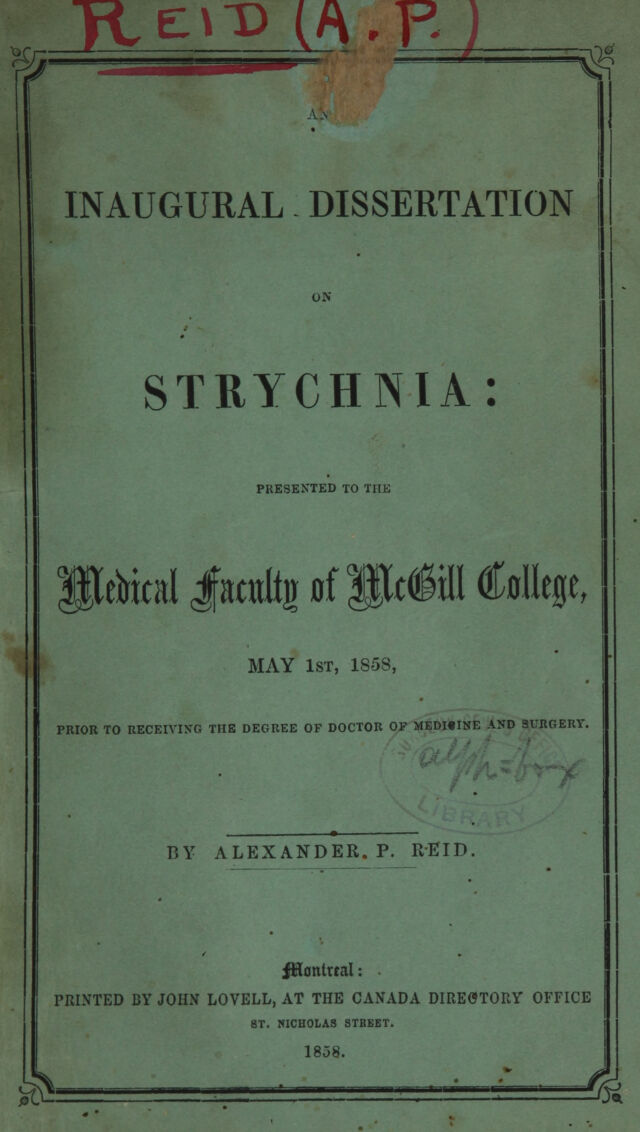 REID (A. P.)
AN
INAUGURAL DISSERTATION
ON
STRYCHNIA:
PRESENTED TO THE
Medical Faculty of McGill College,
MAY 1ST, 1858,
PRIOR TO RECEIVING THE DEGREE OF DOCTOR OF MEDICINE AND SURGERY.
LIBRARY
BY ALEXANDER. P. REID.
Montreal:
PRINTED BY JOHN LOVELL, AT THE CANADA DIRECTORY OFFICE
ST. NICHOLAS STREET.
1858.